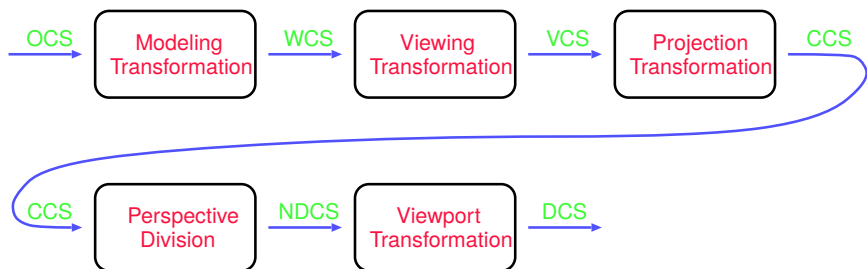 OCS
Modeling
Transformation
WCS
Viewing
Transformation
VCS
Projection
Transformation
CCS
CCS
Perspective
Division
NDCS
Viewport
Transformation
DCS